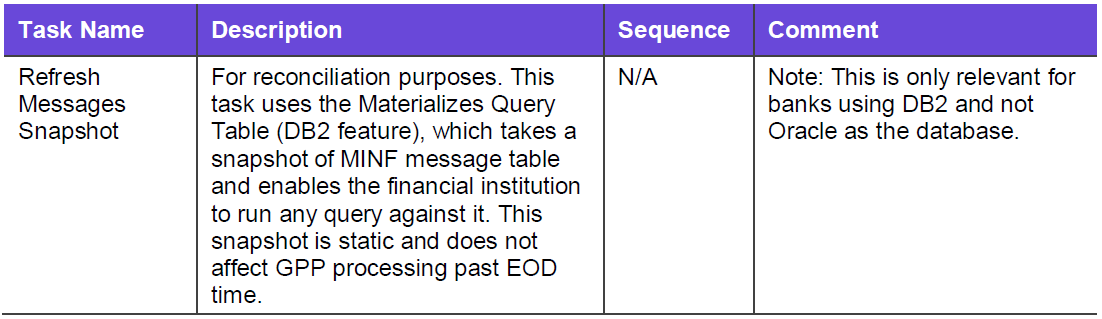 Task Name Description Sequence Comment
Refresh
Messages
Snapshot
For reconciliation purposes. This
task uses the Materializes Query
Table (DB2 feature), which takes a
snapshot of MINF message table
and enables the financial institution
to run any query against it. This
snapshot is static and does not
affect GPP processing past EOD
time.
N/A
Note: This is only relevant for
banks using DB2 and not
Oracle as the database.